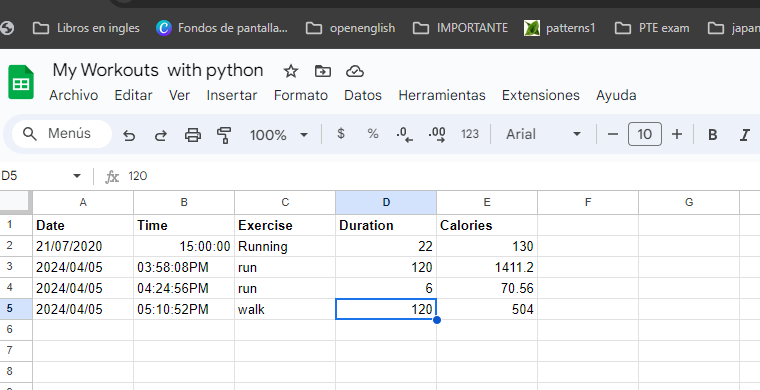 Libros en ingles Fondos de pantalla... openenglish IMPORTANTE patterns1 PTE exam japan
My Workouts with python
Archivo Editar Ver Insertar Formato Datos Herramientas Extensiones Ayuda
Menús 100% $ % .0 .00 123 Arial 10 B I
D5 fx 120
A B C D E F G
1 Date Time Exercise Duration Calories
2 21/07/2020 15:00:00 Running 22 130
3 2024/04/05 03:58:08PM run 120 1411.2
4 2024/04/05 04:24:56PM run 6 70.56
5 2024/04/05 05:10:52PM walk 120 504
6
7
8
9